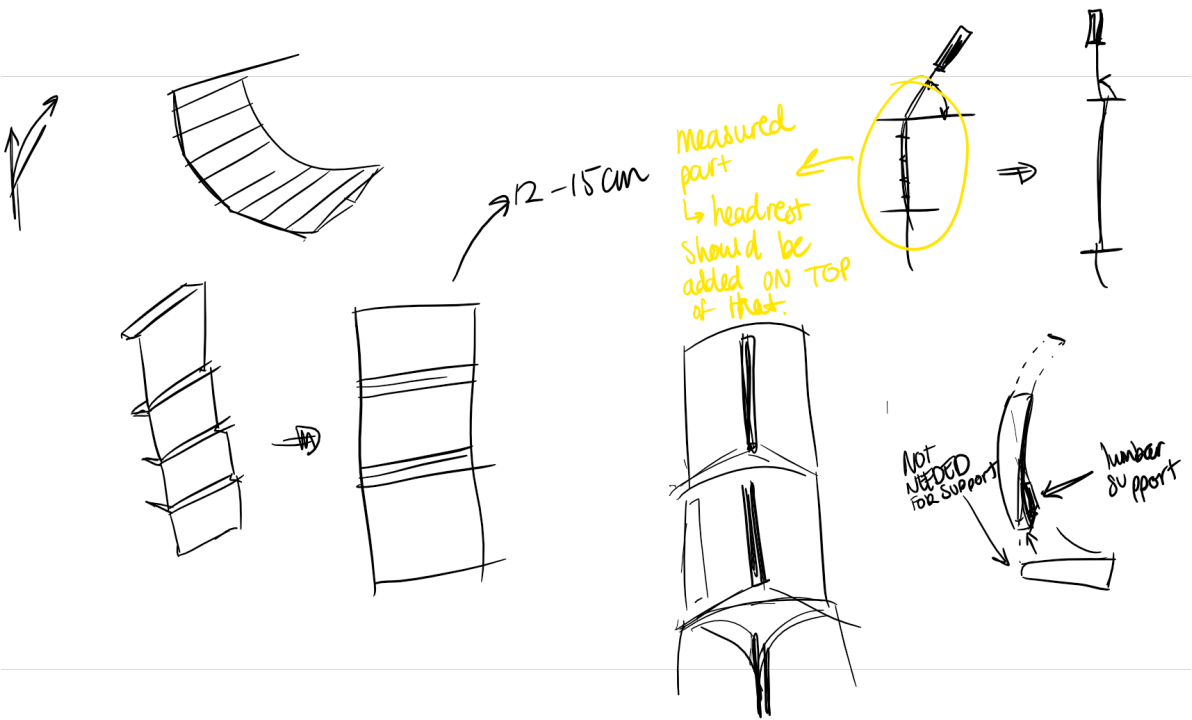 12-15cm
measured
part
↳ headrest
should be
added ON TOP
of that.
NOT
NEEDED
FOR SUPPORT
lumbar
support